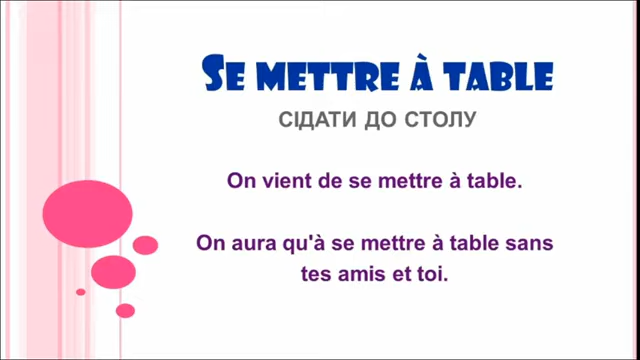 SE METTRE À TABLE
СІДАТИ ДО СТОЛУ
On vient de se mettre à table.
On aura qu'à se mettre à table sans
tes amis et toi.